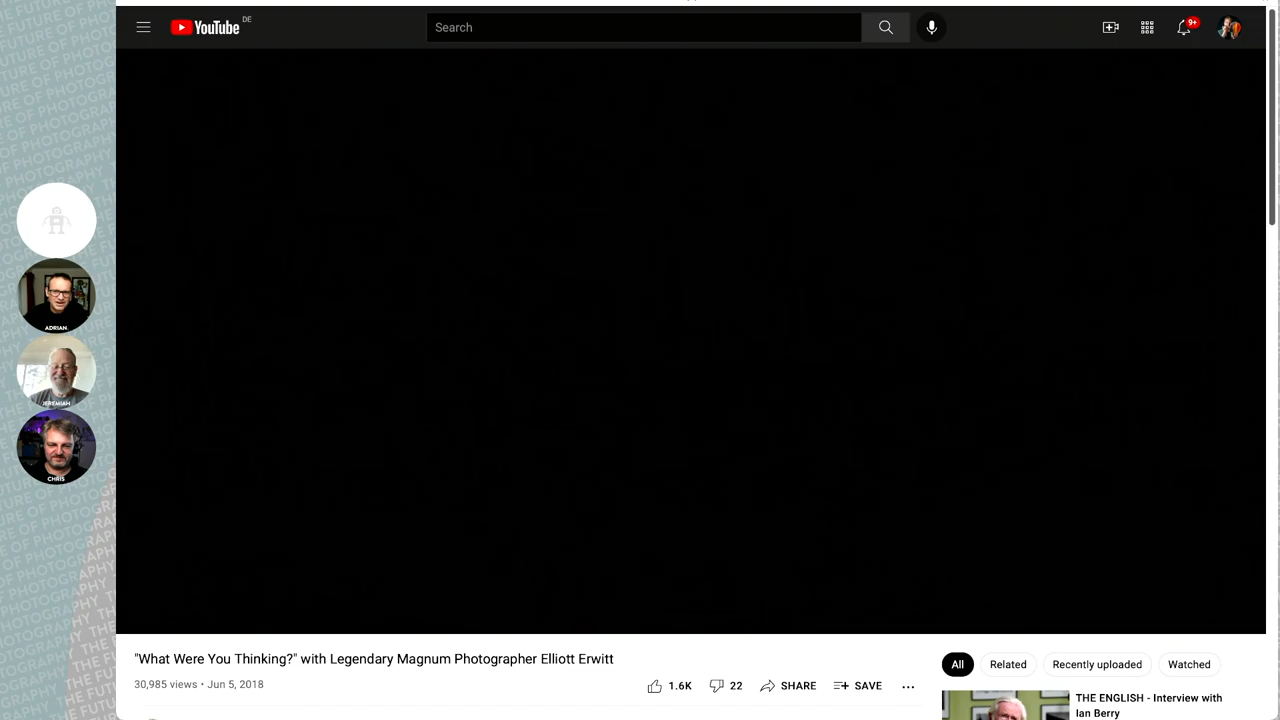 YouTube DE
Search
9+
ADRIAN
JEREMIAH
CHRIS
"What Were You Thinking?" with Legendary Magnum Photographer Elliott Erwitt
30,985 views • Jun 5, 2018
1.6K
22
SHARE
SAVE
All
Related
Recently uploaded
Watched
THE ENGLISH - Interview with
Ian Berry